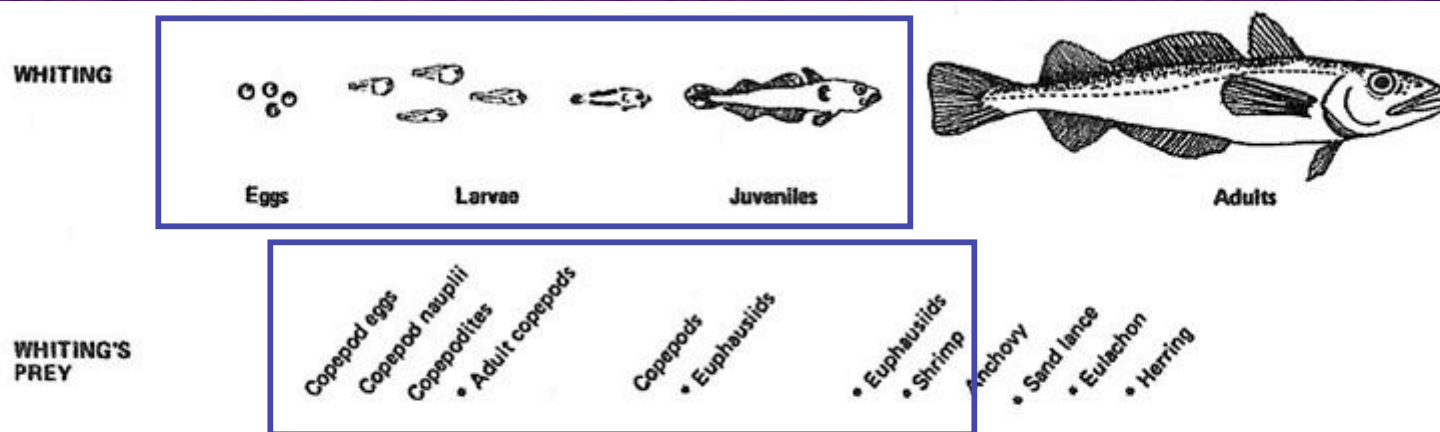 WHITING
Eggs
Larvae
Juveniles
Adults
WHITING'S
PREY
Copepod eggs
Copepod nauplii
Copepodites
• Adult copepods
Copepods
• Euphausiids
• Euphausiids
• Shrimp
Anchovy
• Sand lance
• Eulachon
• Herring